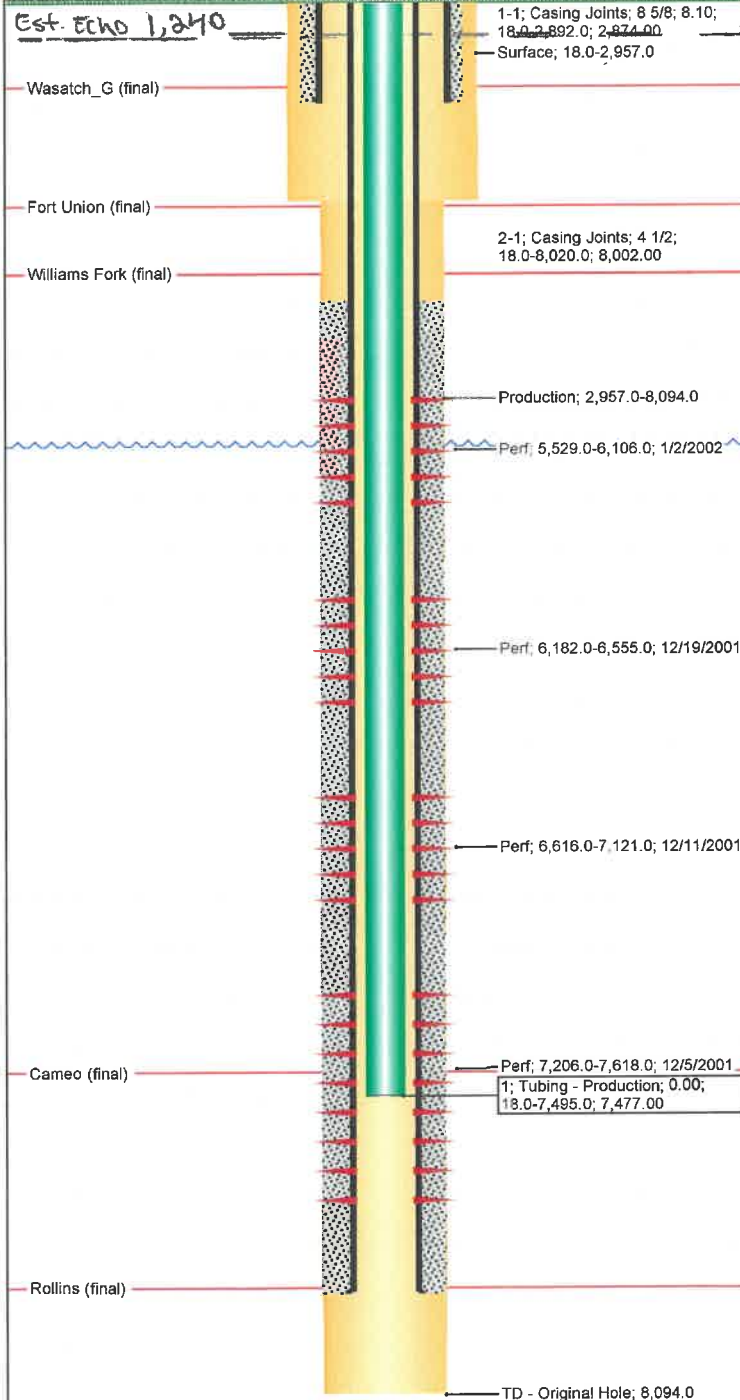 Est. Echo 1,240
1-1; Casing Joints; 8 5/8; 8.10;
18.0-2,892.0; 2,874.00
Surface; 18.0-2,957.0
Wasatch_G (final)
Fort Union (final)
2-1; Casing Joints; 4 1/2;
18.0-8,020.0; 8,002.00
Williams Fork (final)
Production; 2,957.0-8,094.0
Perf; 5,529.0-6,106.0; 1/2/2002
Perf; 6,182.0-6,555.0; 12/19/2001
Perf; 6,616.0-7,121.0; 12/11/2001
Perf; 7,206.0-7,618.0; 12/5/2001
Cameo (final)
1; Tubing - Production; 0.00;
18.0-7,495.0; 7,477.00
Rollins (final)
TD - Original Hole; 8,094.0